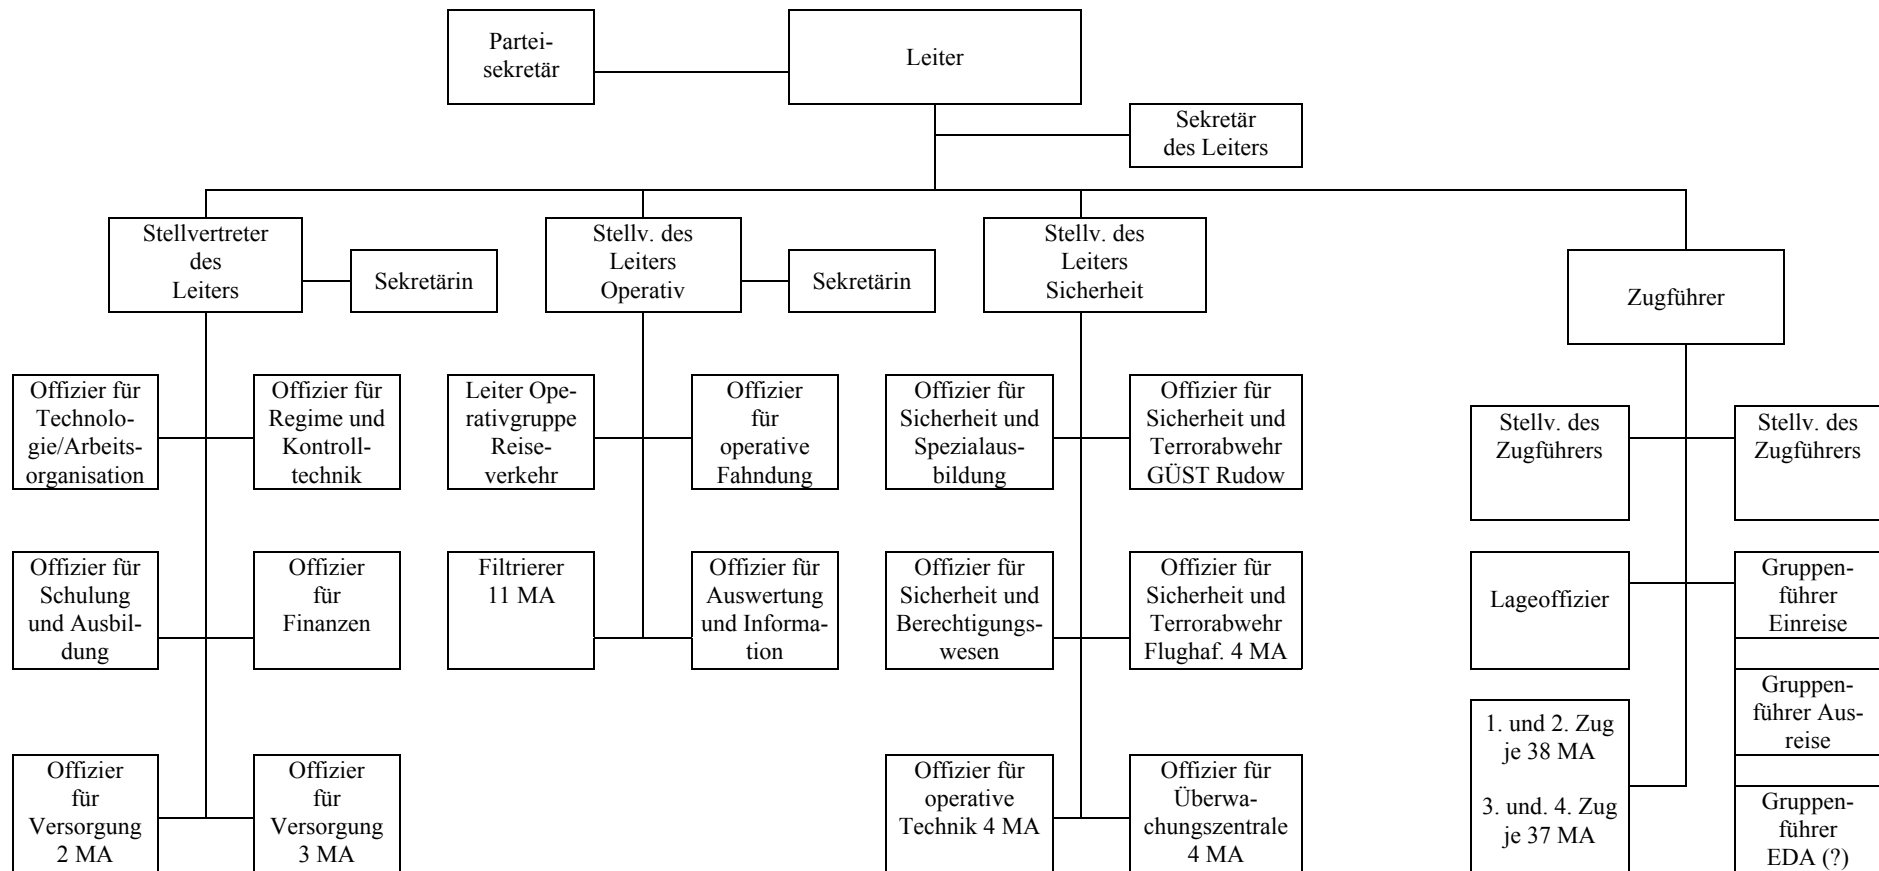 Partei-
sekretär
Leiter
Sekretär
des Leiters
Stellvertreter
des
Leiters
Sekretärin
Stellv. des
Leiters
Operativ
Sekretärin
Stellv. des
Leiters
Sicherheit
Zugführer
Offizier für
Technolo-
gie/Arbeits-
organisation
Offizier für
Regime und
Kontroll-
technik
Leiter Ope-
rativgruppe
Reise-
verkehr
Offizier
für
operative
Fahndung
Offizier für
Sicherheit und
Spezialaus-
bildung
Offizier für
Sicherheit und
Terrorabwehr
GÜST Rudow
Stellv. des
Zugführers
Stellv. des
Zugführers
Offizier für
Schulung
und Ausbil-
dung
Offizier
für
Finanzen
Filtrierer
11 MA
Offizier für
Auswertung
und Informa-
tion
Offizier für
Sicherheit und
Berechtigungs-
wesen
Offizier für
Sicherheit und
Terrorabwehr
Flughaf. 4 MA
Lageoffizier
Gruppen-
führer
Einreise
Gruppen-
führer Aus-
reise
Offizier
für
Versorgung
2 MA
Offizier
für
Versorgung
3 MA
Offizier für
operative
Technik 4 MA
Offizier für
Überwa-
chungszentrale
4 MA
1. und 2. Zug
je 38 MA
3. und. 4. Zug
je 37 MA
Gruppen-
führer
EDA (?)